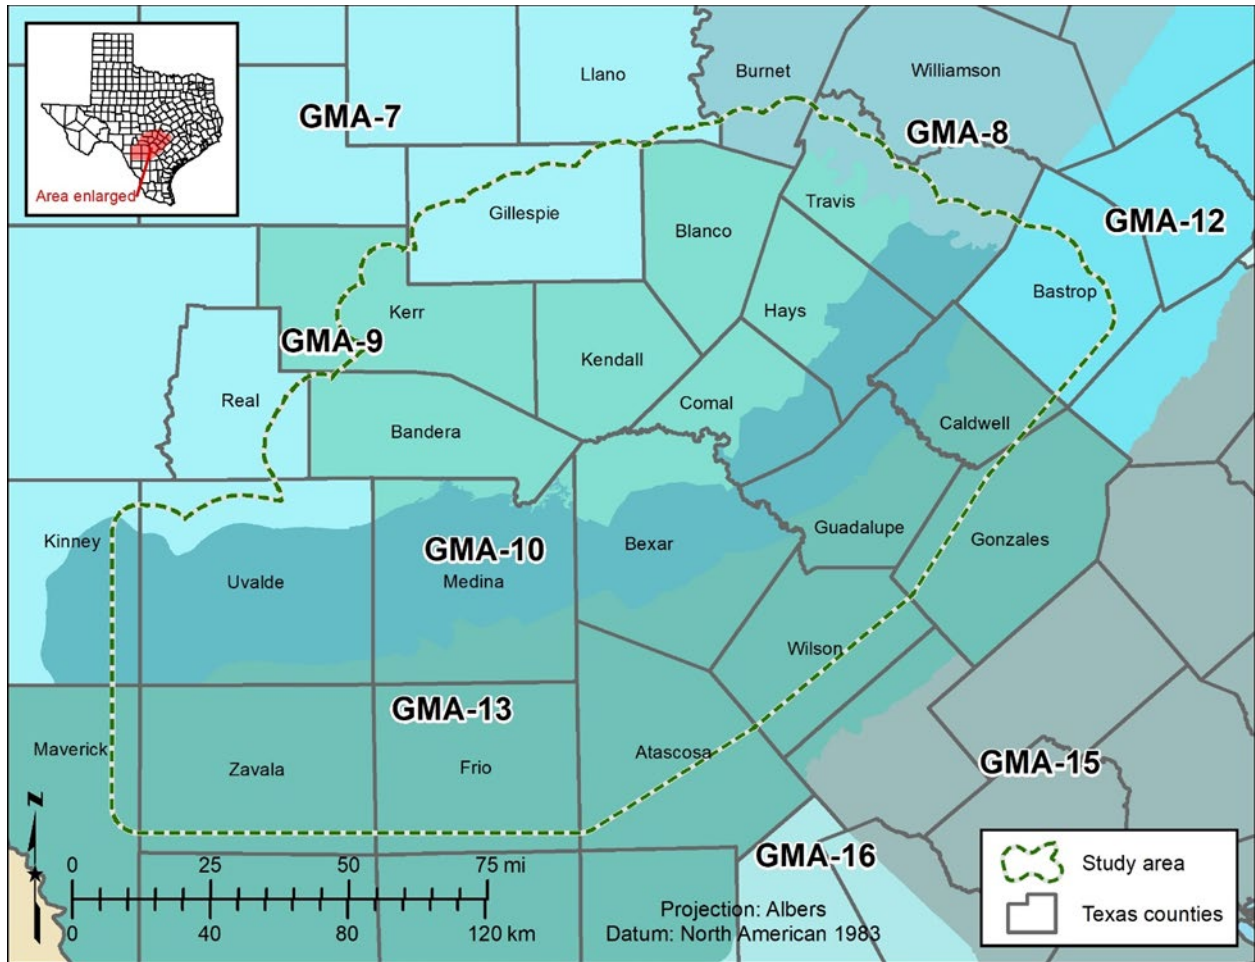 Llano
Burnet
Williamson
GMA-7
GMA-8
Area enlarged
Gillespie
Travis
GMA-12
Blanco
Bastrop
Kerr
Hays
GMA-9
Kendall
Real
Comal
Bandera
Caldwell
Kinney
GMA-10
Bexar
Guadalupe
Gonzales
Uvalde
Medina
Wilson
GMA-13
Maverick
Zavala
Frio
Atascosa
GMA-15
N
GMA-16
0 25 50 75 mi
0 40 80 120 km
Projection: Albers
Datum: North American 1983
Study area
Texas counties